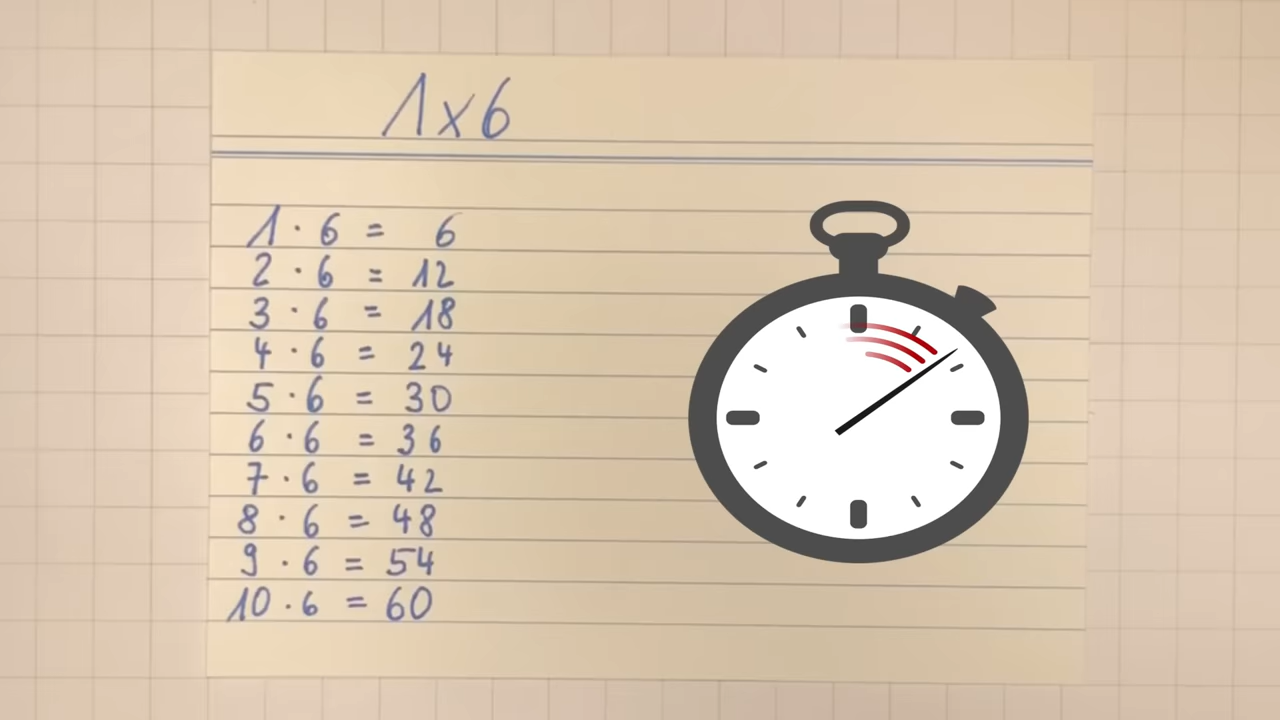 1x6
1 · 6 = 6
2 · 6 = 12
3 · 6 = 18
4 · 6 = 24
5 · 6 = 30
6 · 6 = 36
7 · 6 = 42
8 · 6 = 48
9 · 6 = 54
10 · 6 = 60